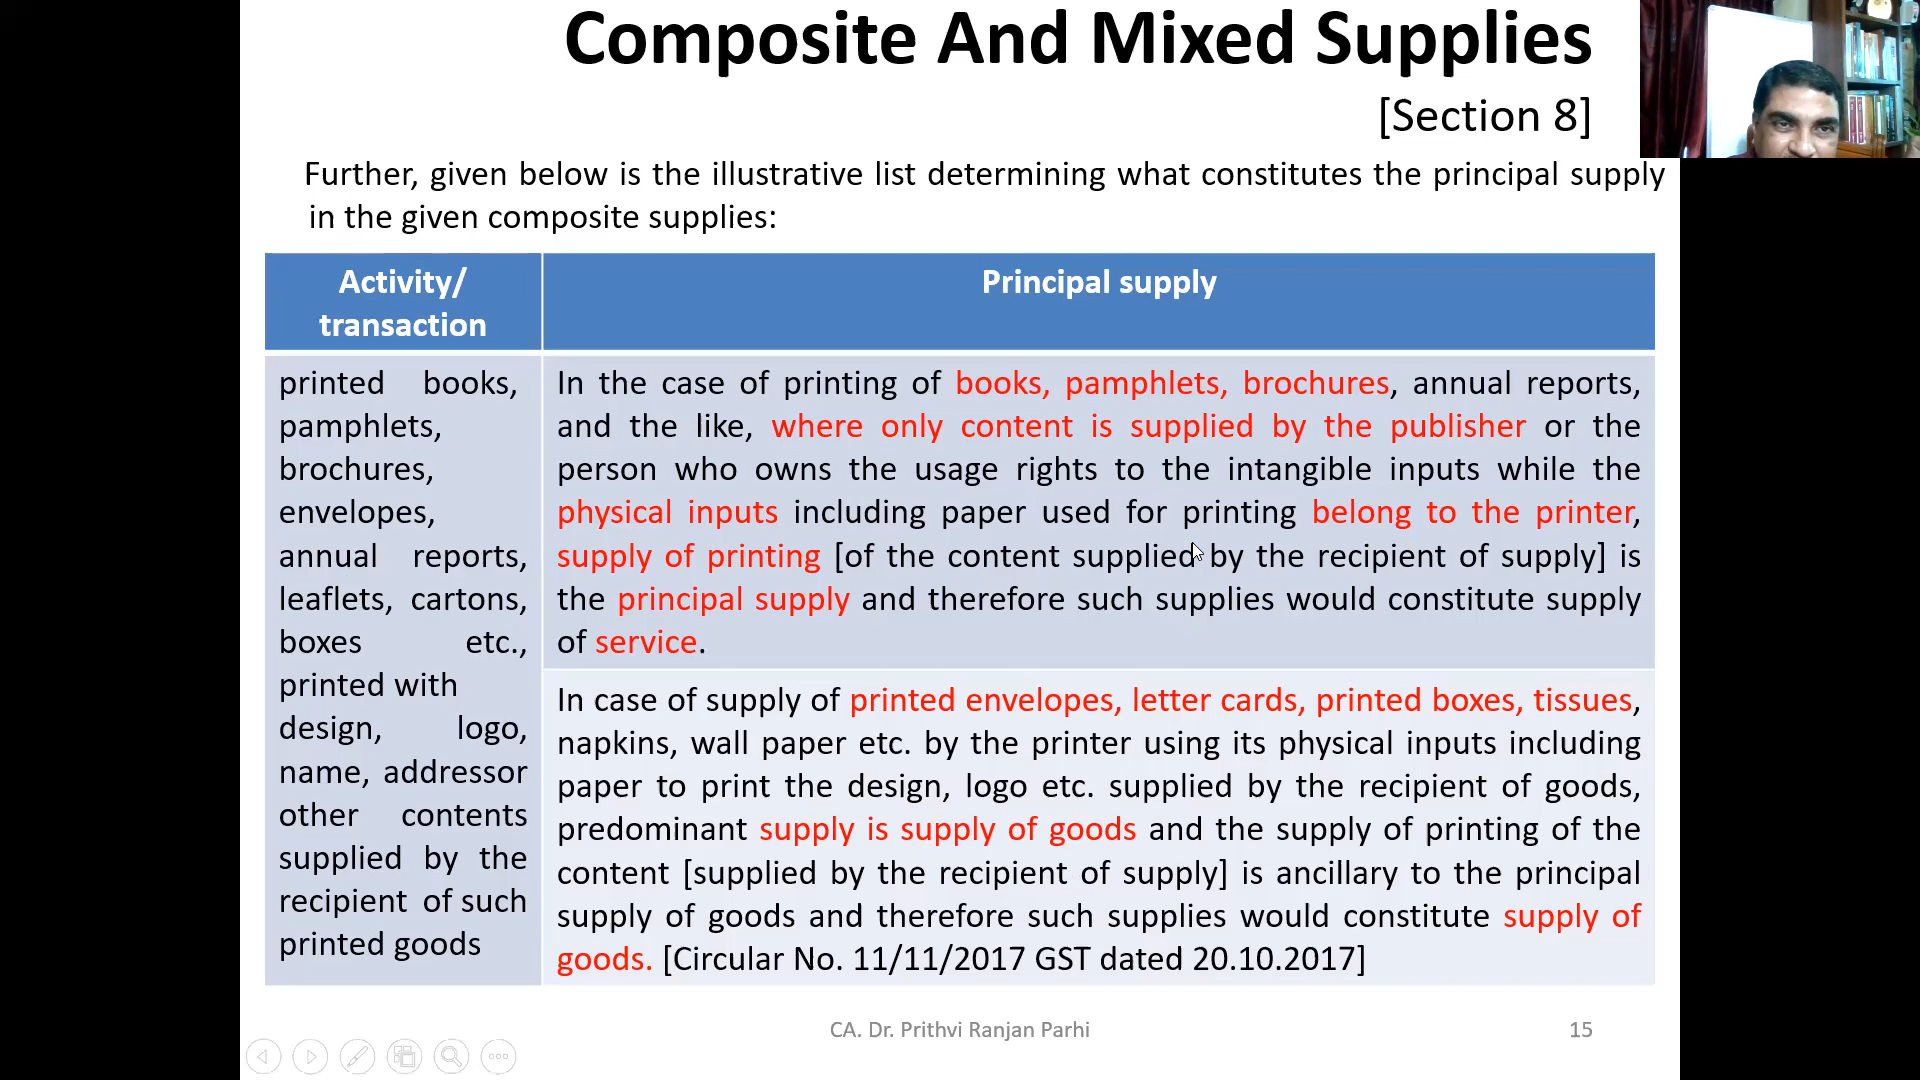 Composite And Mixed Supplies
[Section 8]
Further, given below is the illustrative list determining what constitutes the principal supply
in the given composite supplies:
Activity/
transaction
Principal supply
printed books,
pamphlets,
brochures,
envelopes,
annual reports,
leaflets, cartons,
boxes etc.,
printed with
design, logo,
name, addressor
other contents
supplied by the
recipient of such
printed goods
In the case of printing of books, pamphlets, brochures, annual reports,
and the like, where only content is supplied by the publisher or the
person who owns the usage rights to the intangible inputs while the
physical inputs including paper used for printing belong to the printer,
supply of printing [of the content supplied by the recipient of supply] is
the principal supply and therefore such supplies would constitute supply
of service.
In case of supply of printed envelopes, letter cards, printed boxes, tissues,
napkins, wall paper etc. by the printer using its physical inputs including
paper to print the design, logo etc. supplied by the recipient of goods,
predominant supply is supply of goods and the supply of printing of the
content [supplied by the recipient of supply] is ancillary to the principal
supply of goods and therefore such supplies would constitute supply of
goods. [Circular No. 11/11/2017 GST dated 20.10.2017]
CA. Dr. Prithvi Ranjan Parhi
15